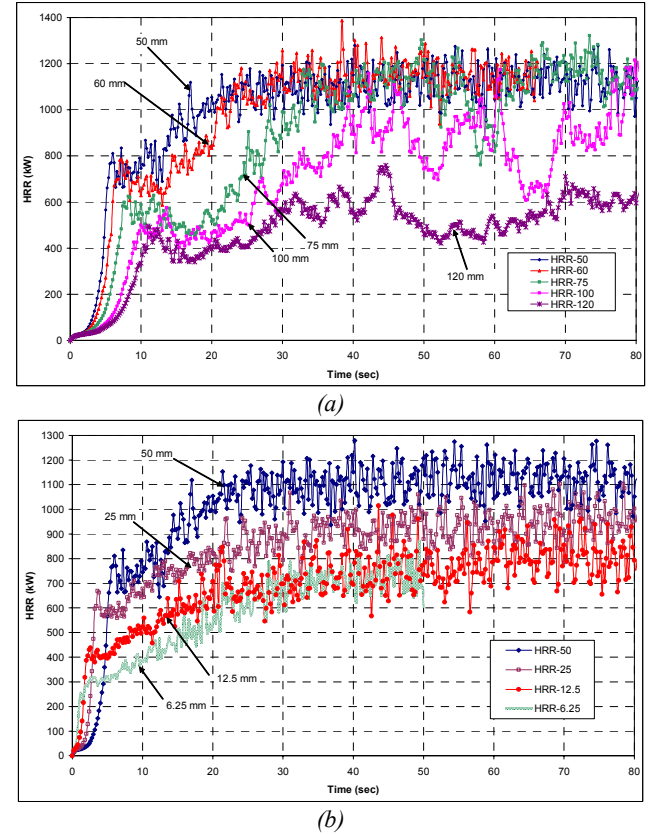 (a)
1400
1200
1000
800
600
400
200
0
HRR (kW)
50 mm
60 mm
75 mm
100 mm
120 mm
HRR-50
HRR-60
HRR-75
HRR-100
HRR-120
0 10 20 30 40 50 60 70 80
Time (sec)
(a)
1300
1200
1100
1000
900
800
700
600
500
400
300
200
100
0
HRR (kW)
50 mm
25 mm
12.5 mm
6.25 mm
HRR-50
HRR-25
HRR-12.5
HRR-6.25
0 10 20 30 40 50 60 70 80
Time (sec)
(b)